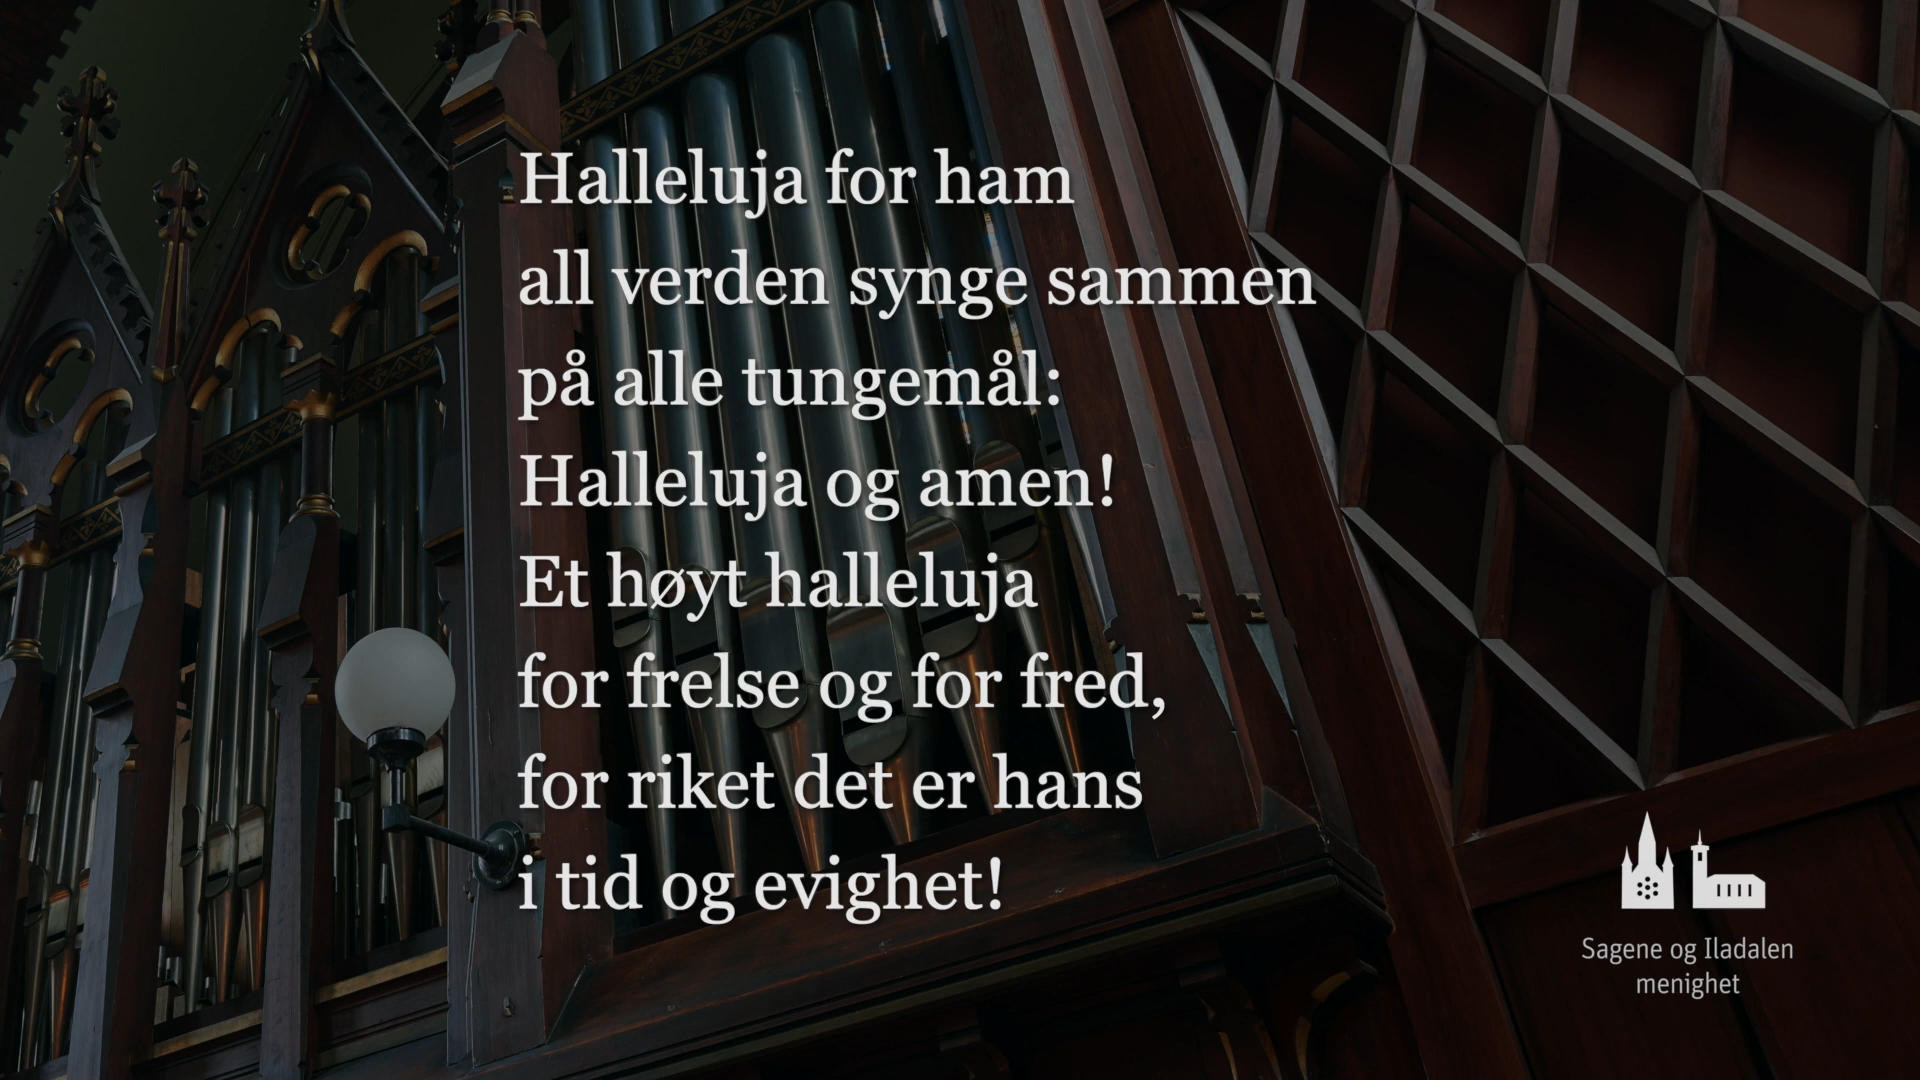 Halleluja for ham
all verden synge sammen
på alle tungemål:
Halleluja og amen!
Et høyt halleluja
for frelse og for fred,
for riket det er hans
i tid og evighet!
Sagene og Iladalen
menighet